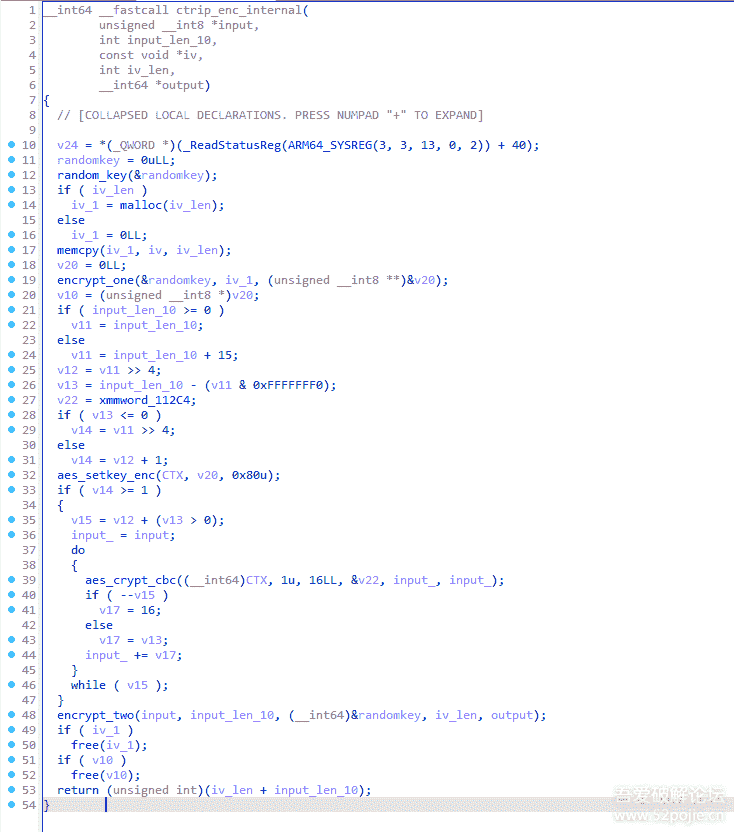 1 __int64 __fastcall ctrip_enc_internal(
2 unsigned __int8 *input,
3 int input_len_10,
4 const void *iv,
5 int iv_len,
6 __int64 *output)
7 {
8 // [COLLAPSED LOCAL DECLARATIONS. PRESS NUMPAD "+" TO EXPAND]
9
10 v24 = *(_QWORD *)(_ReadStatusReg(ARM64_SYSREG(3, 3, 13, 0, 2)) + 40);
11 randomkey = 0uLL;
12 random_key(&randomkey);
13 if ( iv_len )
14 iv_1 = malloc(iv_len);
15 else
16 iv_1 = 0LL;
17 memcpy(iv_1, iv, iv_len);
18 v20 = 0LL;
19 encrypt_one(&randomkey, iv_1, (unsigned __int8 **)&v20);
20 v10 = (unsigned __int8 *)v20;
21 if ( input_len_10 >= 0 )
22 v11 = input_len_10;
23 else
24 v11 = input_len_10 + 15;
25 v12 = v11 >> 4;
26 v13 = input_len_10 - (v11 & 0xFFFFFFF0);
27 v22 = xmmword_112C4;
28 if ( v13 <= 0 )
29 v14 = v11 >> 4;
30 else
31 v14 = v12 + 1;
32 aes_setkey_enc(CTX, v20, 0x80u);
33 if ( v14 >= 1 )
34 {
35 v15 = v12 + (v13 > 0);
36 input_ = input;
37 do
38 {
39 aes_crypt_cbc((__int64)CTX, 1u, 16LL, &v22, input_, input_);
40 if ( --v15 )
41 v17 = 16;
42 else
43 v17 = v13;
44 input_ += v17;
45 }
46 while ( v15 );
47 }
48 encrypt_two(input, input_len_10, (__int64)&randomkey, iv_len, output);
49 if ( iv_1 )
50 free(iv_1);
51 if ( v10 )
52 free(v10);
53 return (unsigned int)(iv_len + input_len_10);
54 }
吾爱破解论坛
www.52pojie.cn